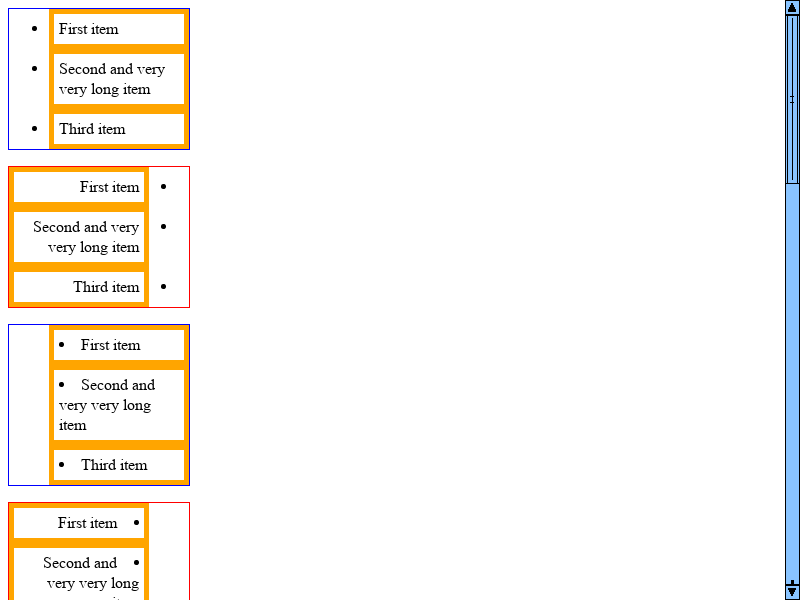 • First item
• Second and very
very long item
• Third item
First item •
Second and very •
very long item
Third item •
• First item
• Second and
very very long
item
• Third item
First item •
Second and •
very very long